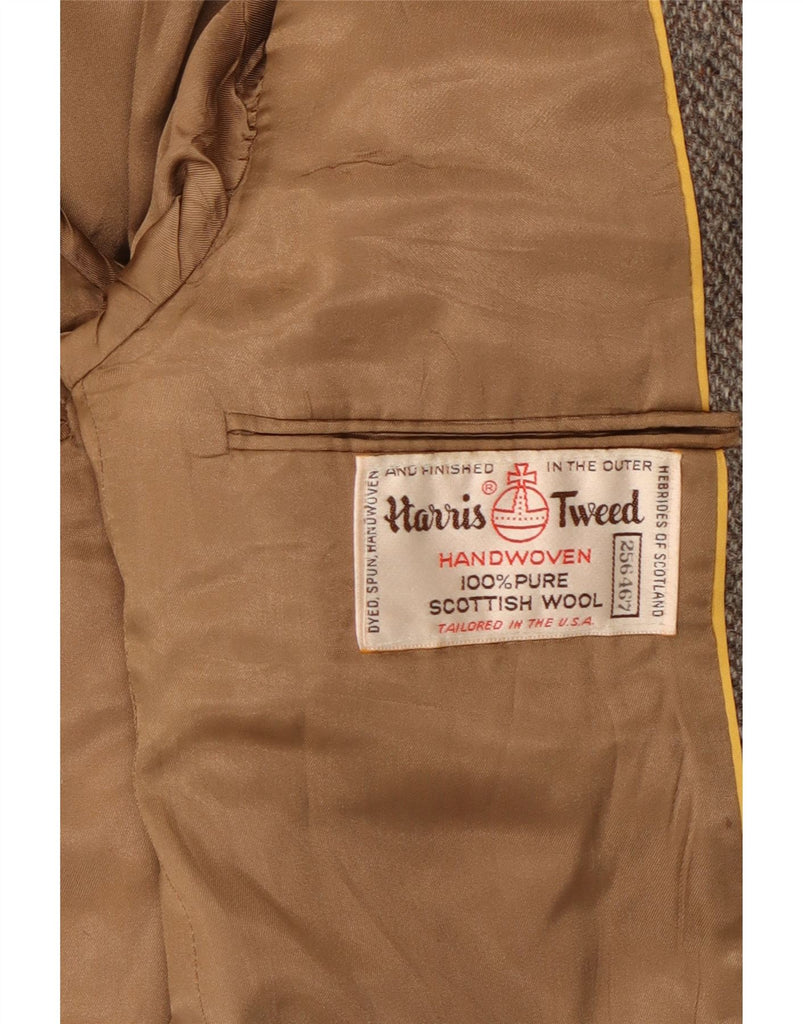 DYED, SPUN, HANDWOVEN
AND FINISHED IN THE OUTER
HEBRIDES OF SCOTLAND
®
Harris Tweed
HANDWOVEN
100% PURE
SCOTTISH WOOL
TAILORED IN THE U.S.A.
256467